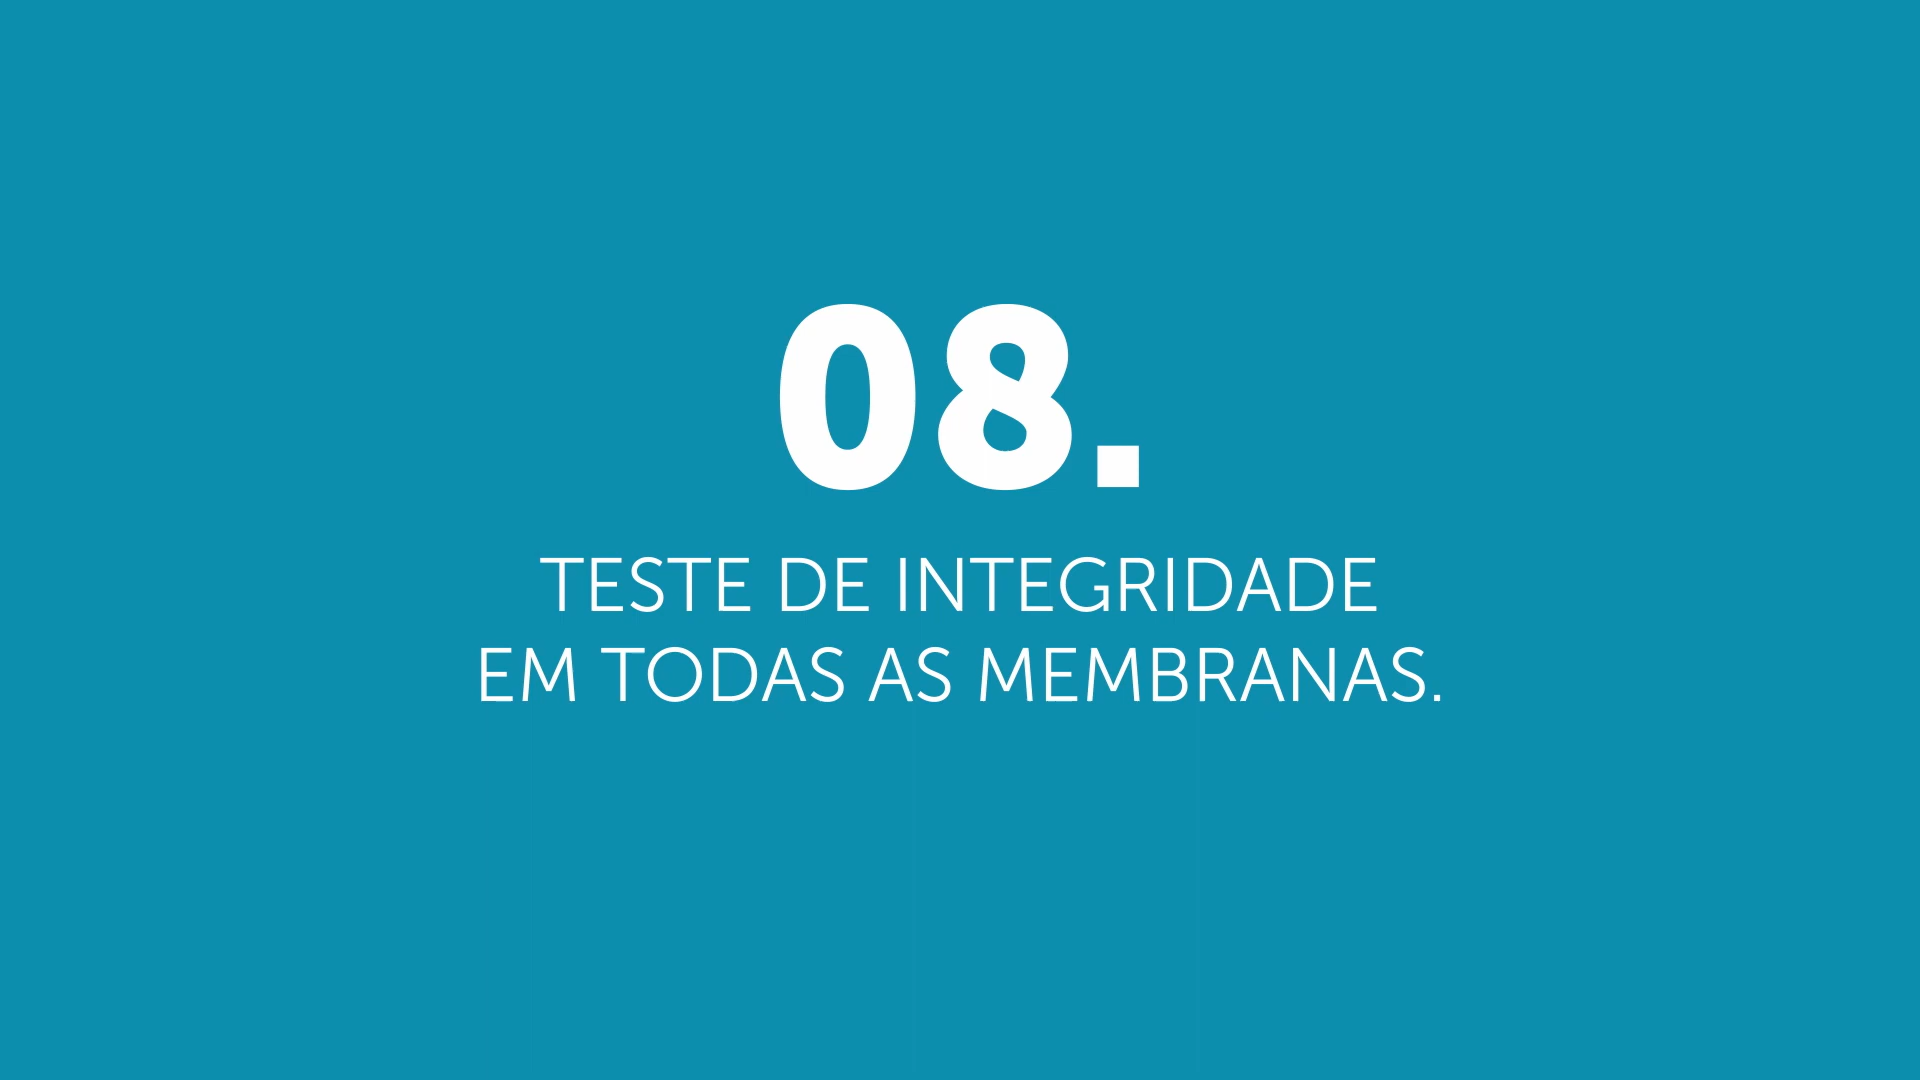 08.
TESTE DE INTEGRIDADE
EM TODAS AS MEMBRANAS.